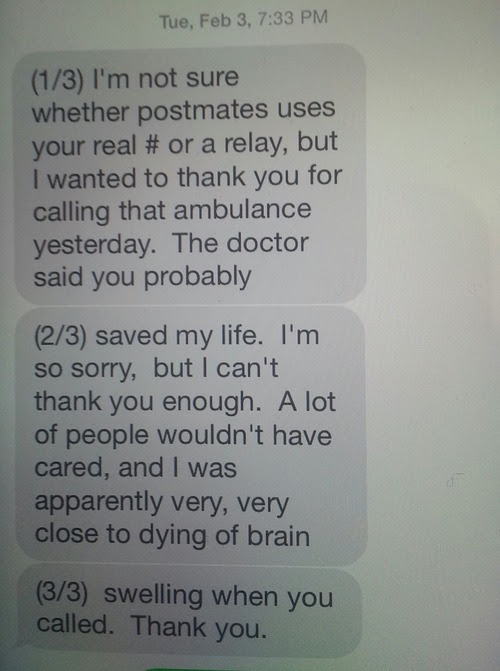 Tue, Feb 3, 7:33 PM
(1/3) I'm not sure
whether postmates uses
your real # or a relay, but
I wanted to thank you for
calling that ambulance
yesterday.  The doctor
said you probably
(2/3) saved my life.  I'm
so sorry,  but I can't
thank you enough.  A lot
of people wouldn't have
cared, and I was
apparently very, very
close to dying of brain
(3/3)  swelling when you
called.  Thank you.